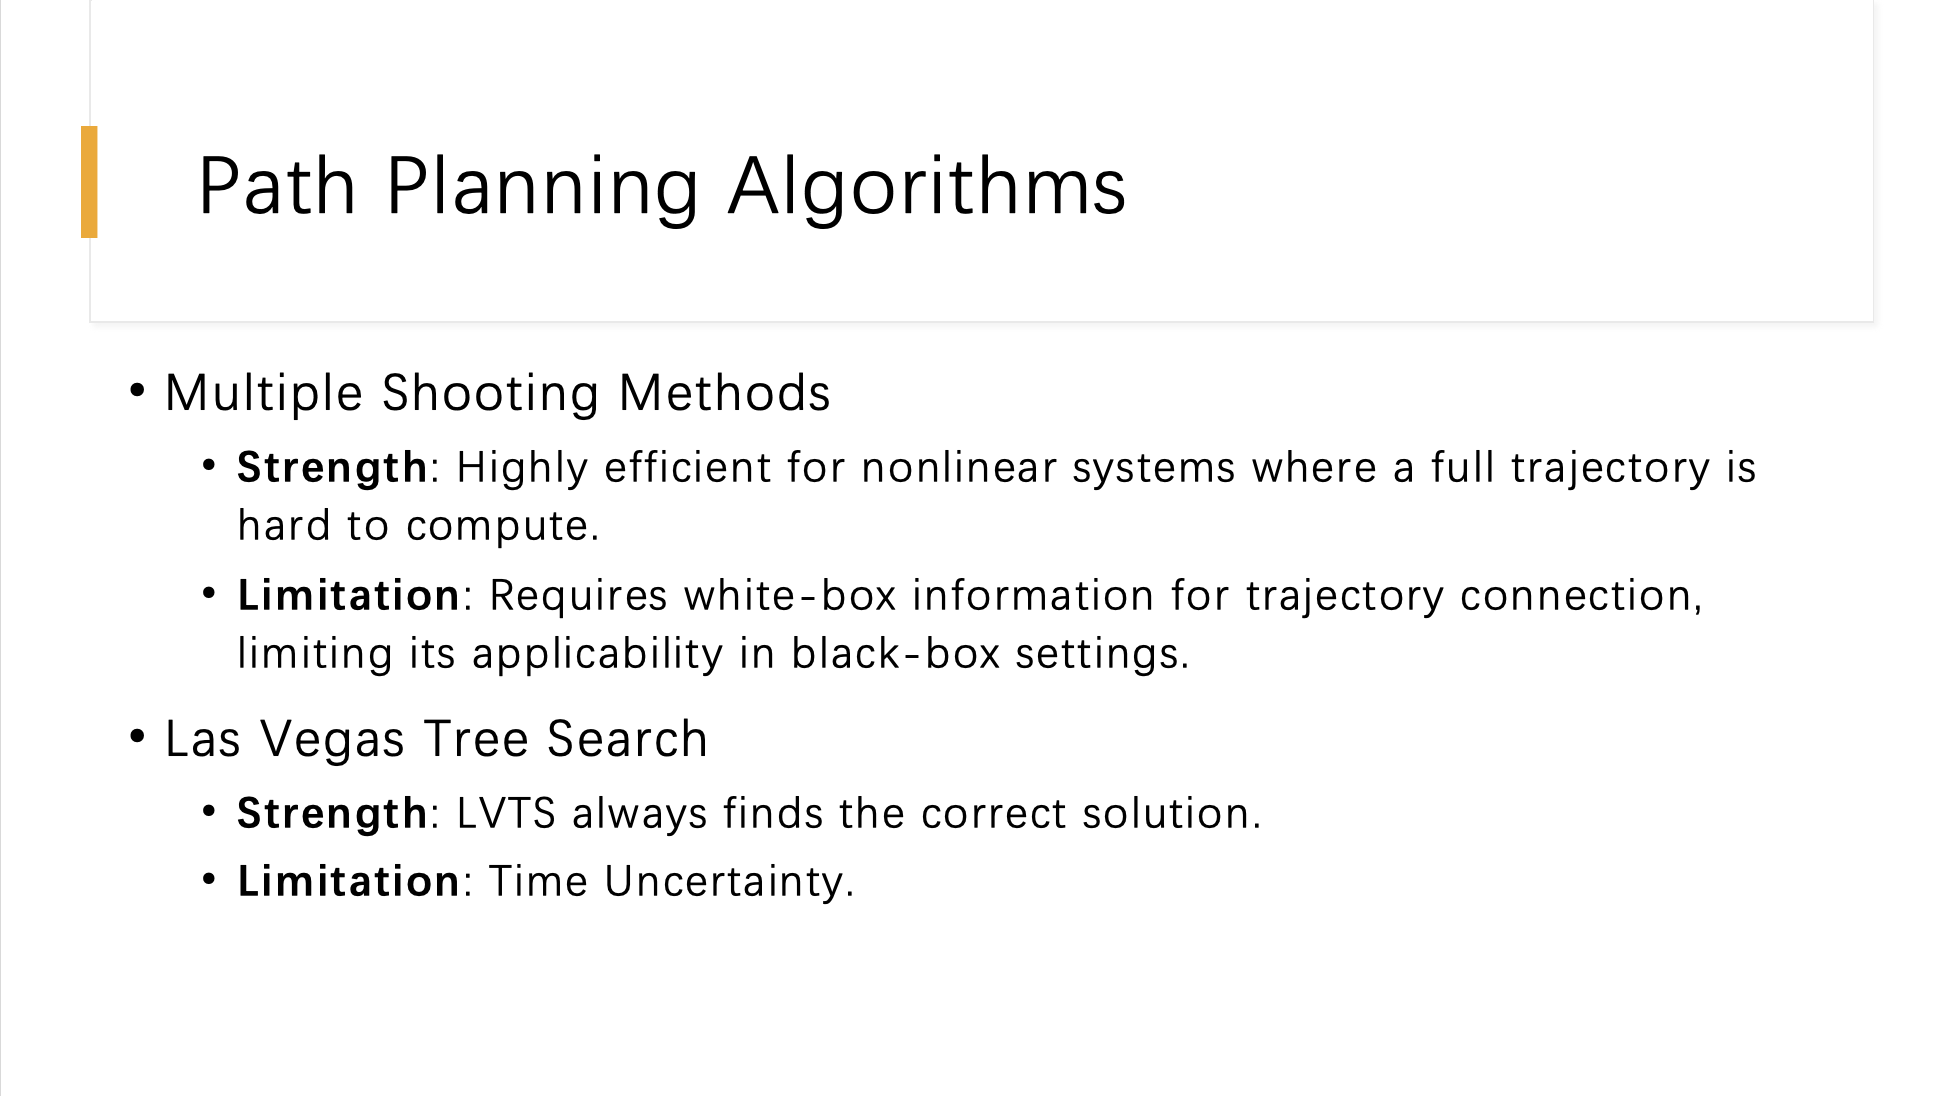 Path Planning Algorithms
• Multiple Shooting Methods
• Strength: Highly efficient for nonlinear systems where a full trajectory is
hard to compute.
• Limitation: Requires white-box information for trajectory connection,
limiting its applicability in black-box settings.
• Las Vegas Tree Search
• Strength: LVTS always finds the correct solution.
• Limitation: Time Uncertainty.